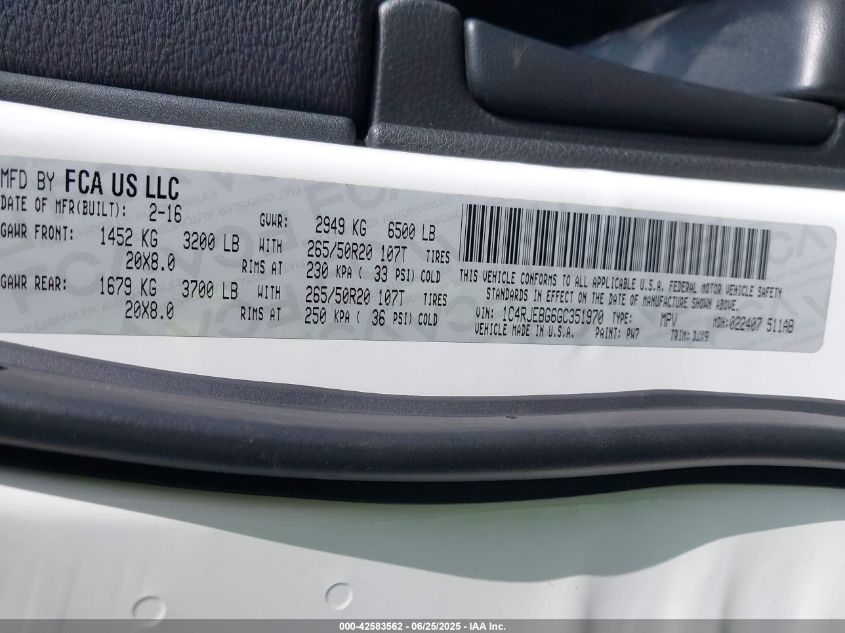 MFD BY FCA US LLC
DATE OF MFR(BUILT): 2-16 GVWR: 2949 KG 6500 LB
GAWR FRONT: 1452 KG 3200 LB WITH 265/50R20 107T TIRES
20X8.0 RIMS AT 230 KPA ( 33 PSI) COLD
GAWR REAR: 1679 KG 3700 LB WITH 265/50R20 107T TIRES
20X8.0 RIMS AT 250 KPA ( 36 PSI) COLD
THIS VEHICLE CONFORMS TO ALL APPLICABLE U.S.A. FEDERAL MOTOR VEHICLE SAFETY
STANDARDS IN EFFECT ON THE DATE OF MANUFACTURE SHOWN ABOVE.
VIN: 1C4RJEBG6GC351970 TYPE: MPV MDH:022407 511AB
VEHICLE MADE IN U.S.A. PAINT: PW7 TRIM: DJX9
000-42583562 / 06/25/2025 / IAA Inc.